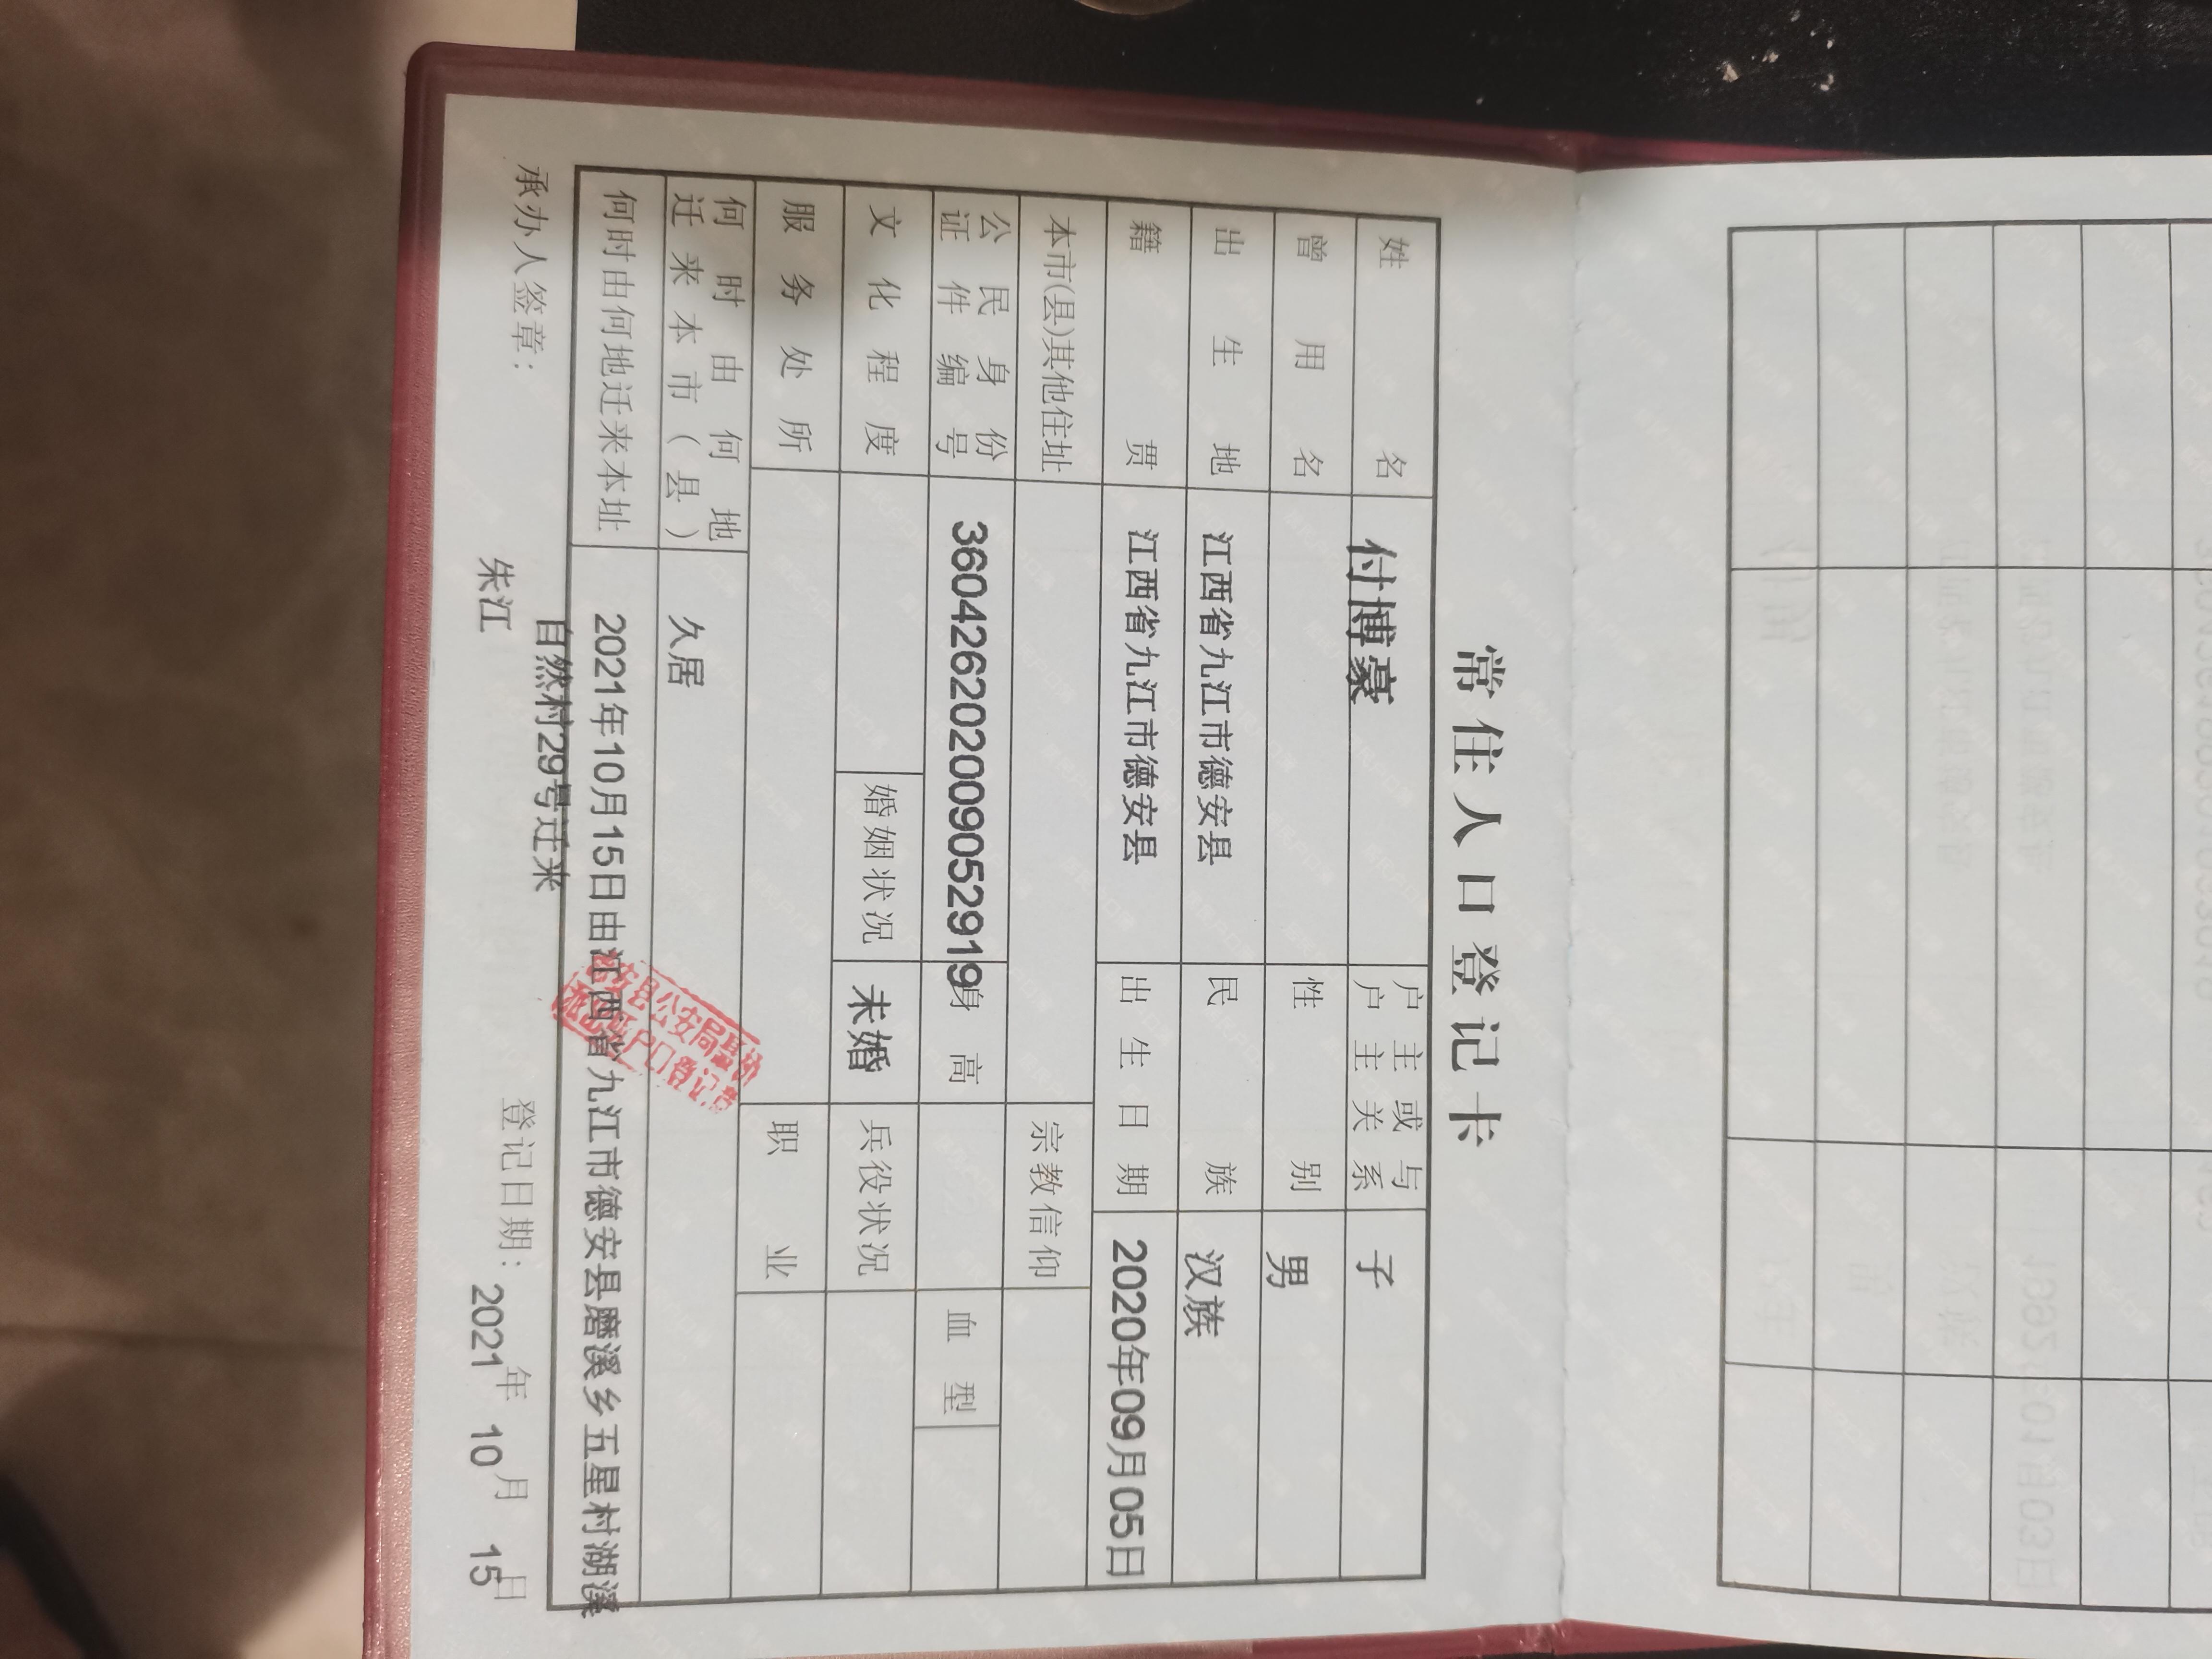 常住人口登记卡
姓名 付博豪 户主或与户主关系 子
曾用名 性别 男
出生地 江西省九江市德安县 民族 汉族
籍贯 江西省九江市德安县 出生日期 2020年09月05日
本市(县)其他住址 宗教信仰
公民身份证件编号 360426202009052919 身高 血型
文化程度 婚姻状况 未婚 兵役状况
服务处所 职业
何时由何地迁来本市(县) 久居
何时由何地迁来本址 2021年10月15日由江西省九江市德安县磨溪乡五星村湖溪
自然村29号迁来
承办人签章: 朱江 登记日期: 2021年10月15日
户口登记